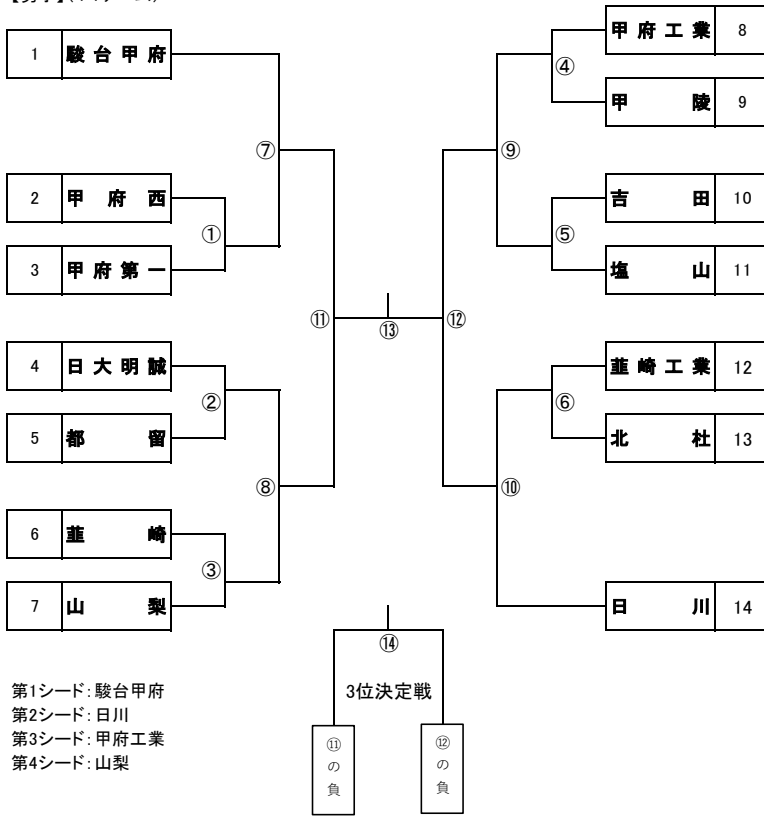 1 駿台甲府
2 甲府西
3 甲府第一
4 日大明誠
5 都留
6 韮崎
7 山梨
①
②
③
⑦
⑧
⑪
⑬
⑫
⑨
⑩
④
⑤
⑥
甲府工業 8
甲陵 9
吉田 10
塩山 11
韮崎工業 12
北杜 13
日川 14
⑭
3位決定戦
⑪の負
⑫の負
第1シード:駿台甲府
第2シード:日川
第3シード:甲府工業
第4シード:山梨